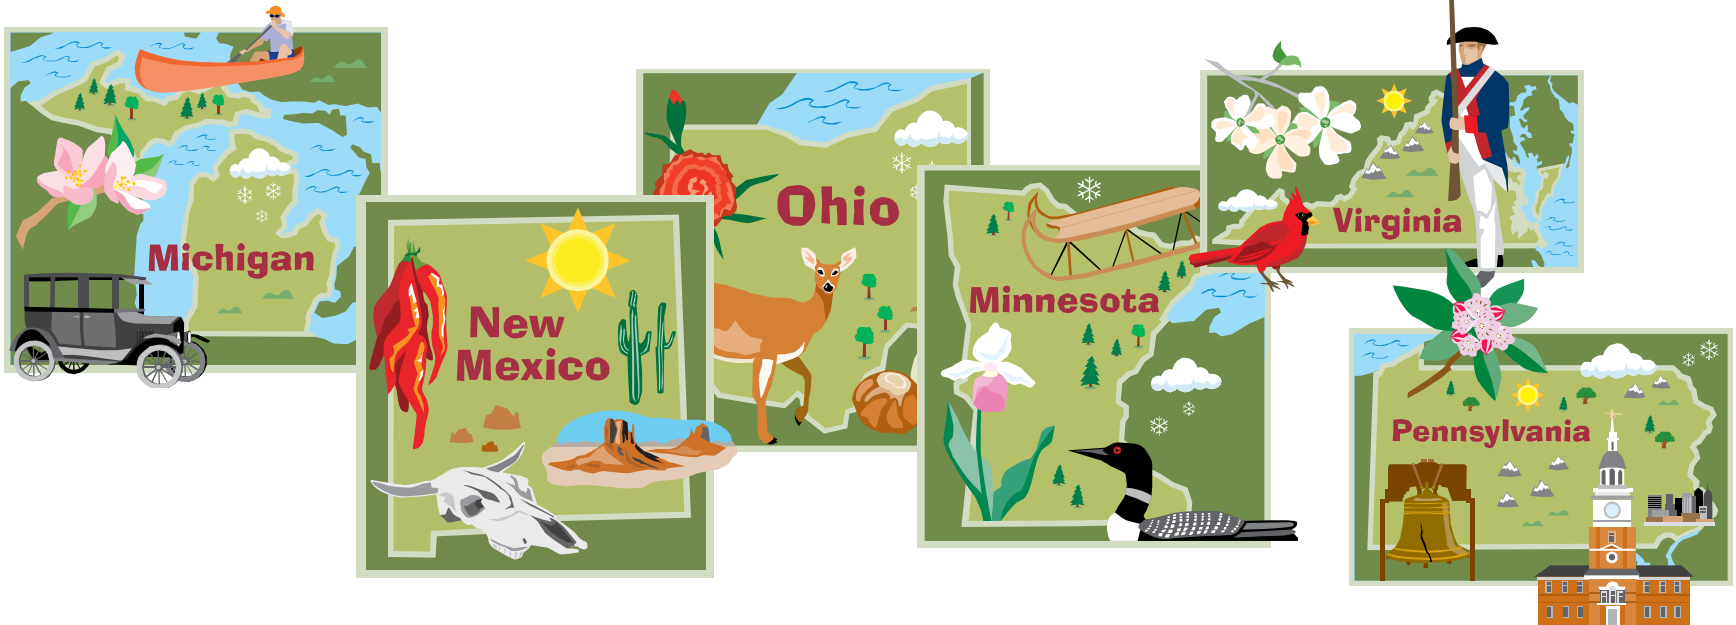 Michigan
New
Mexico
Ohio
Minnesota
Virginia
Pennsylvania